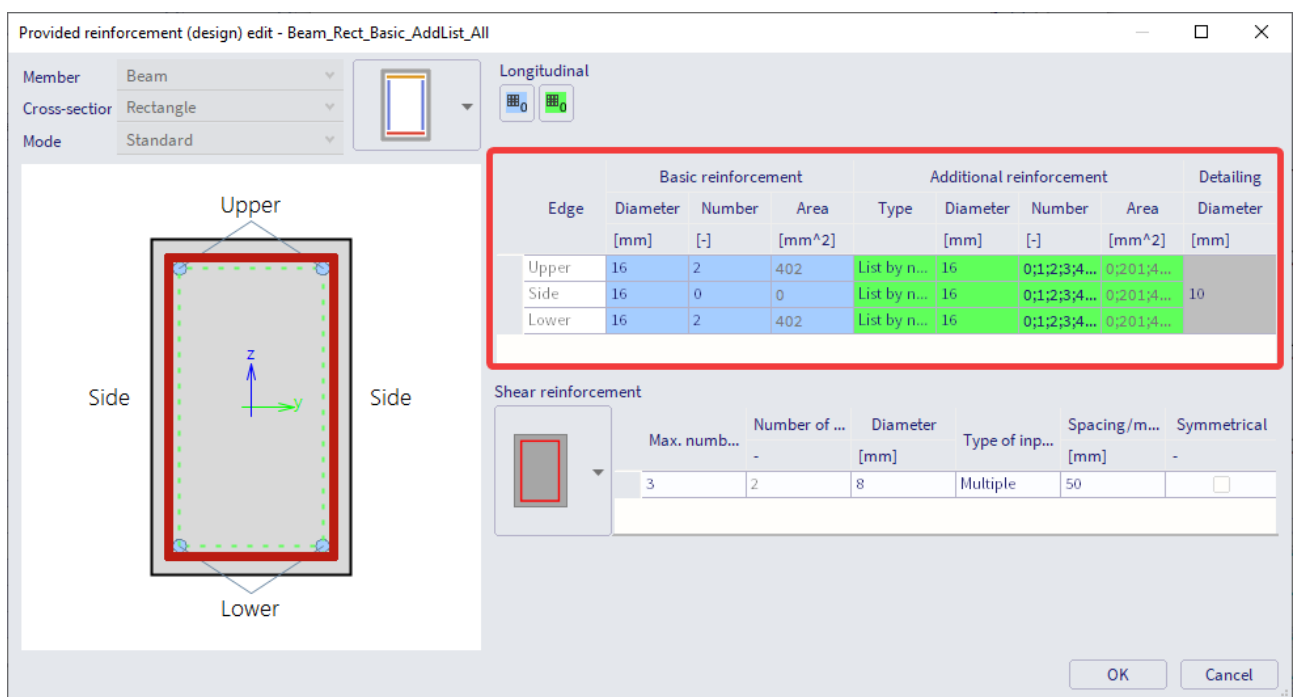 Provided reinforcement (design) edit - Beam_Rect_Basic_AddList_All
Member Beam
Cross-sectior Rectangle
Mode Standard
Longitudinal
0 0
Upper
Side
Side
Lower
z
y
Basic reinforcement Additional reinforcement Detailing
Edge Diameter Number Area Type Diameter Number Area Diameter
[mm] [-] [mm^2] [mm] [-] [mm^2] [mm]
Upper 16 2 402 List by n... 16 0;1;2;3;4... 0;201;4...
Side 16 0 0 List by n... 16 0;1;2;3;4... 0;201;4... 10
Lower 16 2 402 List by n... 16 0;1;2;3;4... 0;201;4...
Shear reinforcement
Max. numb... Number of ... Diameter Type of inp... Spacing/m... Symmetrical
- [mm] [mm] -
3 2 8 Multiple 50
OK Cancel